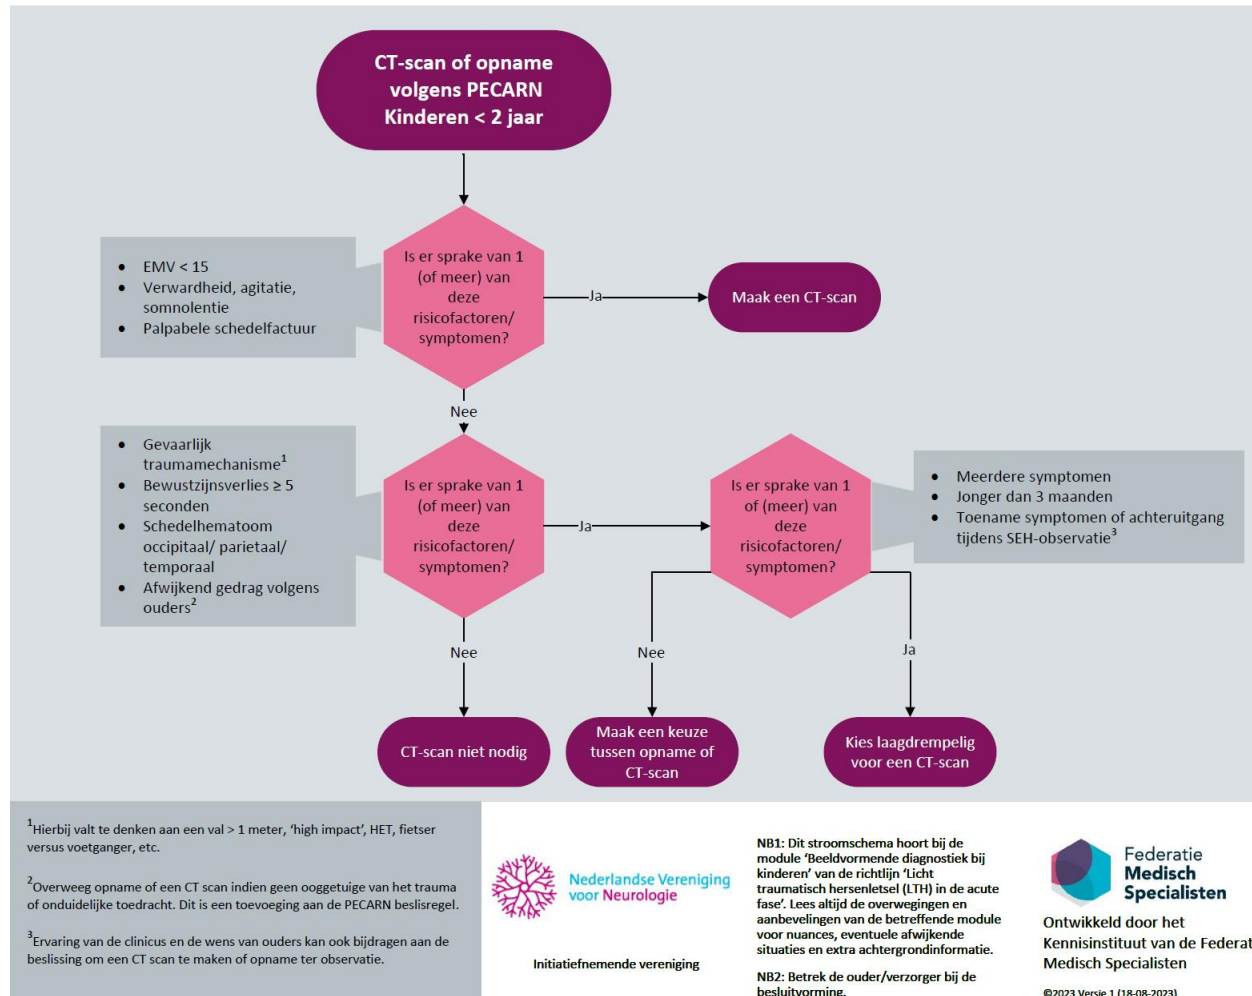 CT-scan of opname
volgens PECARN
Kinderen < 2 jaar
• EMV < 15
• Verwardheid, agitatie,
somnolentie
• Palpabele schedelfactuur
Is er sprake van 1
(of meer) van
deze
risicofactoren/
symptomen?
Ja
Maak een CT-scan
Nee
• Gevaarlijk
traumamechanisme¹
• Bewustzijnsverlies ≥ 5
seconden
• Schedelhematoom
occipitaal/ parietaal/
temporaal
• Afwijkend gedrag volgens
ouders²
Is er sprake van 1
(of meer) van
deze
risicofactoren/
symptomen?
Ja
Is er sprake van 1
of (meer) van
deze
risicofactoren/
symptomen?
• Meerdere symptomen
• Jonger dan 3 maanden
• Toename symptomen of achteruitgang
tijdens SEH-observatie³
Nee
Nee
Ja
CT-scan niet nodig
Maak een keuze
tussen opname of
CT-scan
Kies laagdrempelig
voor een CT-scan
¹Hierbij valt te denken aan een val > 1 meter, ‘high impact’, HET, fietser
versus voetganger, etc.
²Overweeg opname of een CT scan indien geen ooggetuige van het trauma
of onduidelijke toedracht. Dit is een toevoeging aan de PECARN beslisregel.
³Ervaring van de clinicus en de wens van ouders kan ook bijdragen aan de
beslissing om een CT scan te maken of opname ter observatie.
Nederlandse Vereniging
voor Neurologie
Initiatiefnemende vereniging
NB1: Dit stroomschema hoort bij de
module ‘Beeldvormende diagnostiek bij
kinderen’ van de richtlijn ‘Licht
traumatisch hersenletsel (LTH) in de acute
fase’. Lees altijd de overwegingen en
aanbevelingen van de betreffende module
voor nuances, eventuele afwijkende
situaties en extra achtergrondinformatie.
NB2: Betrek de ouder/verzorger bij de
besluitvorming.
Federatie
Medisch
Specialisten
Ontwikkeld door het
Kennisinstituut van de Federat
Medisch Specialisten
©2023 Versie 1 (18-08-2023)